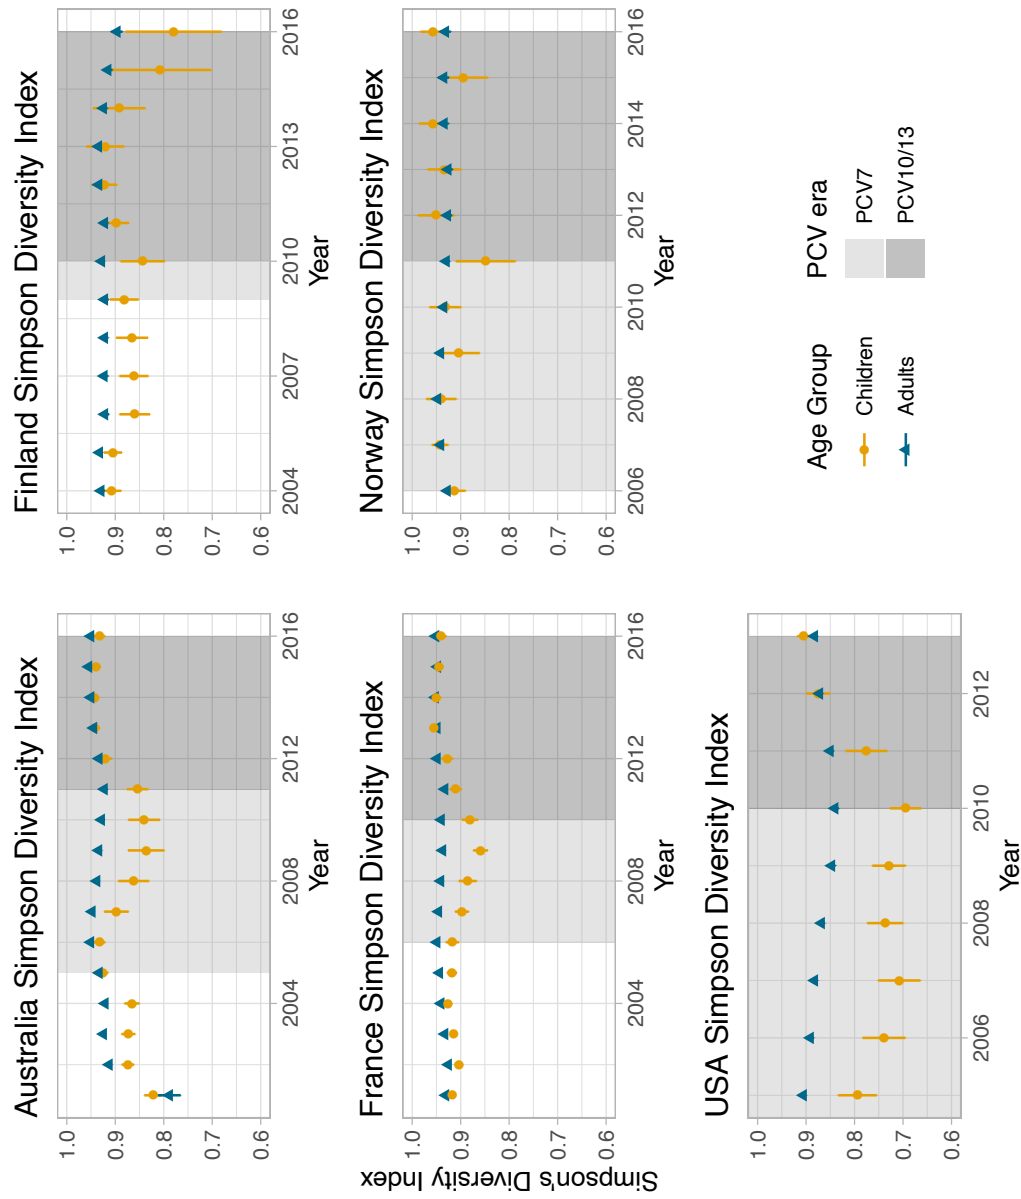 Australia Simpson Diversity Index
1.0
0.9
0.8
0.7
0.6
2004
2008
2012
2016
Year
Finland Simpson Diversity Index
1.0
0.9
0.8
0.7
0.6
2004
2007
2010
2013
2016
Year
Simpson's Diversity Index
France Simpson Diversity Index
1.0
0.9
0.8
0.7
0.6
2004
2008
2012
2016
Year
Norway Simpson Diversity Index
1.0
0.9
0.8
0.7
0.6
2006
2008
2010
2012
2014
2016
Year
USA Simpson Diversity Index
1.0
0.9
0.8
0.7
0.6
2006
2008
2010
2012
Year
Age Group
Children
Adults
PCV era
PCV7
PCV10/13